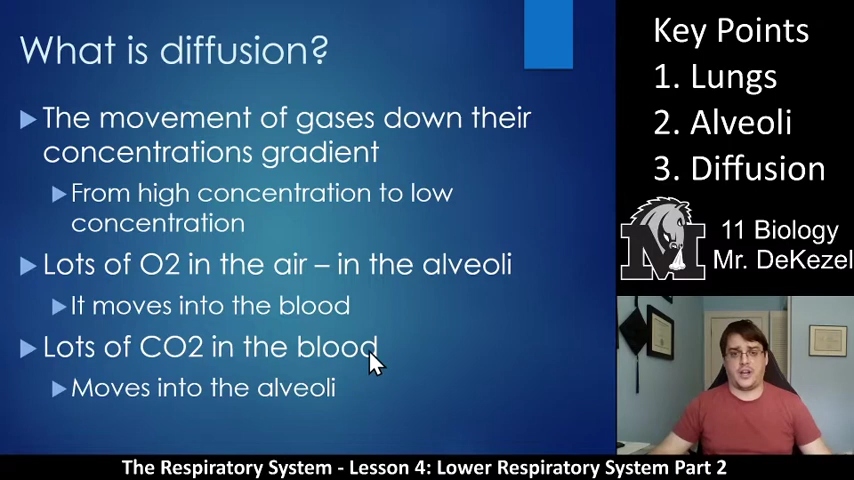 What is diffusion?
The movement of gases down their
concentrations gradient
From high concentration to low
concentration
Lots of O2 in the air – in the alveoli
It moves into the blood
Lots of CO2 in the blood
Moves into the alveoli
Key Points
1. Lungs
2. Alveoli
3. Diffusion
M
11 Biology
Mr. DeKezel
The Respiratory System - Lesson 4: Lower Respiratory System Part 2